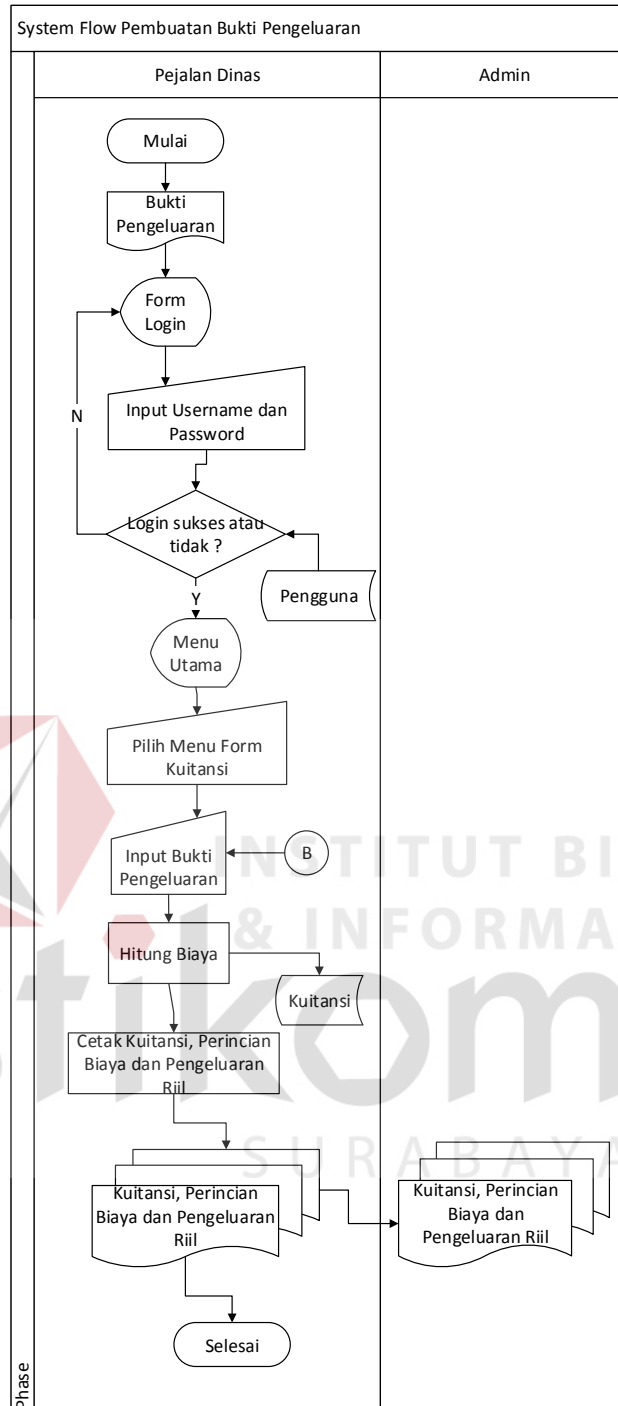 System Flow Pembuatan Bukti Pengeluaran
Pejalan Dinas
Admin
Mulai
Bukti
Pengeluaran
Form
Login
N
Input Username dan
Password
Login sukses atau
tidak ?
Pengguna
Y
Menu
Utama
Pilih Menu Form
Kuitansi
Input Bukti
Pengeluaran
B
Hitung Biaya
Kuitansi
Cetak Kuitansi, Perincian
Biaya dan Pengeluaran
Riil
Kuitansi, Perincian
Biaya dan Pengeluaran
Riil
Kuitansi, Perincian
Biaya dan
Pengeluaran Riil
Selesai
Phase
INSTITUT BI
& INFORMA
stikom
SURABAYA